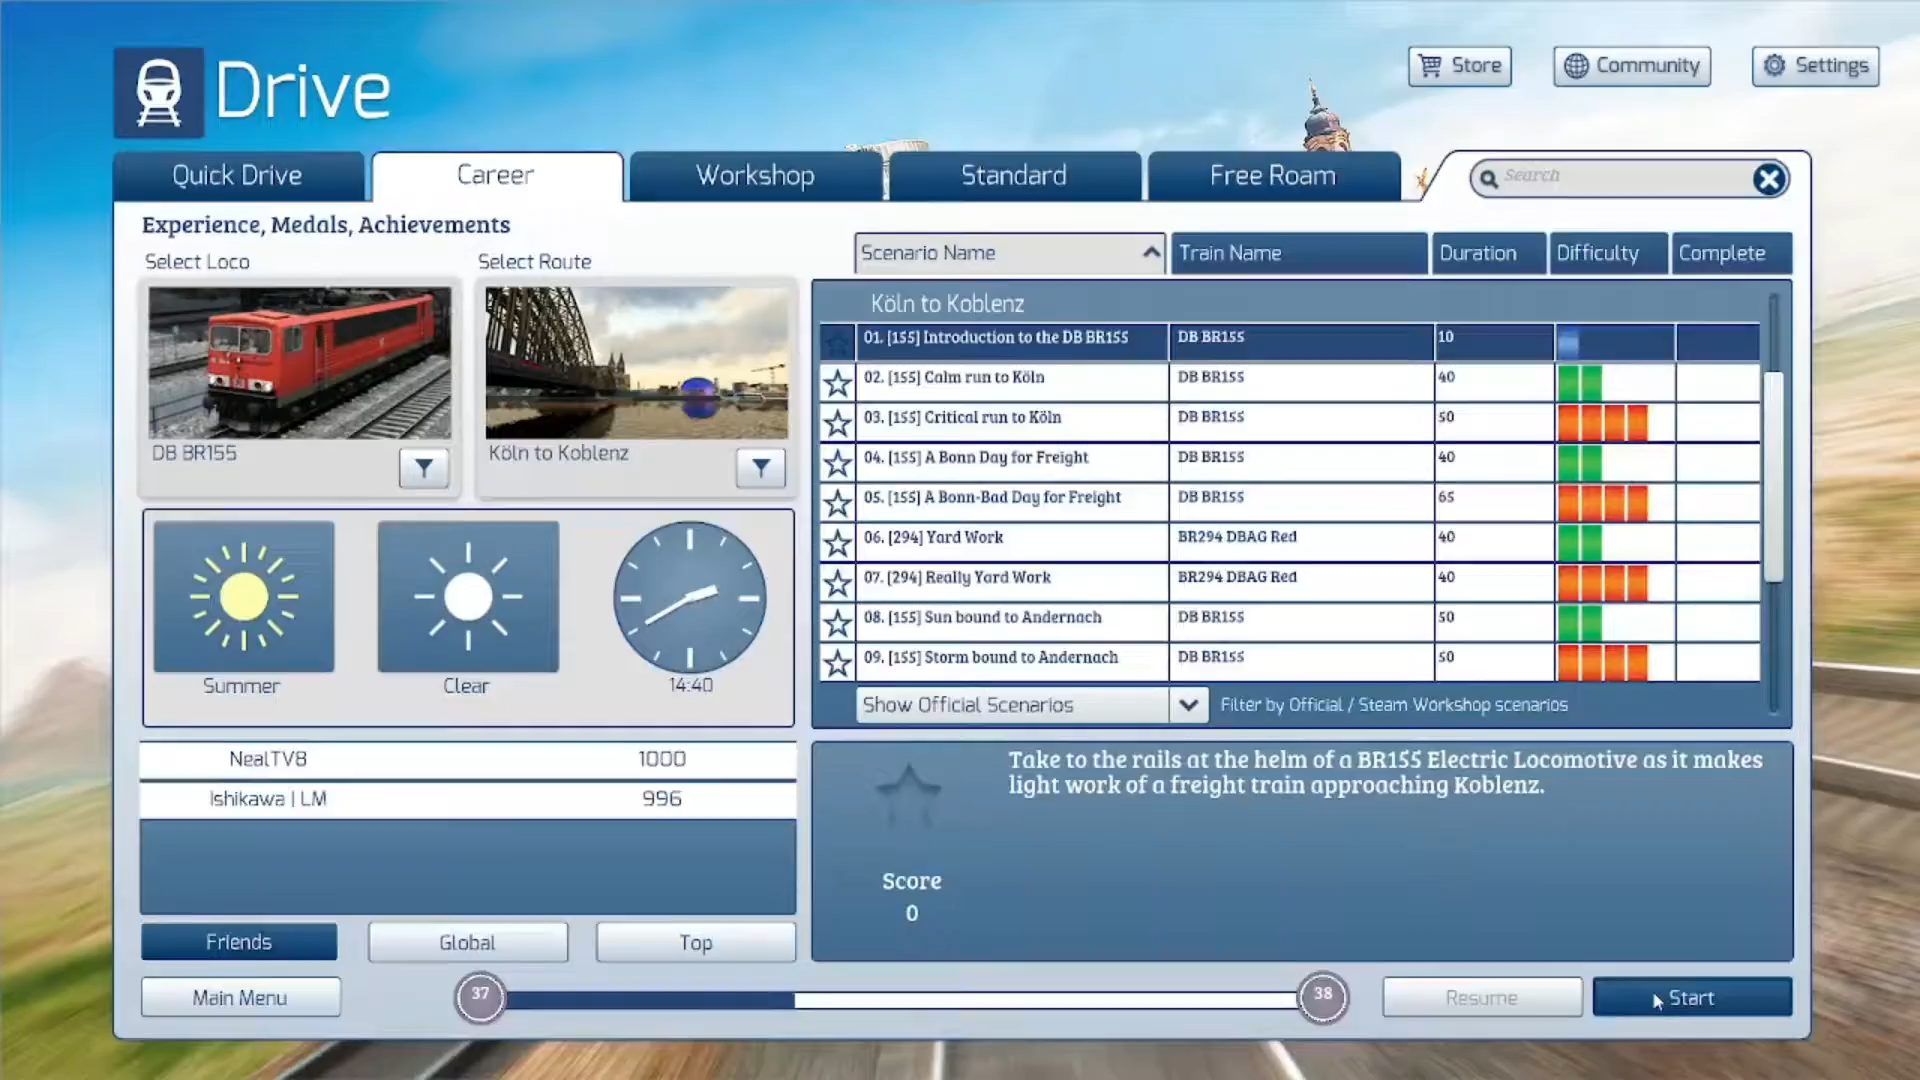 Drive
Store
Community
Settings
Quick Drive
Career
Workshop
Standard
Free Roam
Search
Experience, Medals, Achievements
Select Loco
Select Route
DB BR155
Köln to Koblenz
Summer
Clear
14:40
Scenario Name Train Name Duration Difficulty Complete
Köln to Koblenz
01. [155] Introduction to the DB BR155 DB BR155 10
02. [155] Calm run to Köln DB BR155 40
03. [155] Critical run to Köln DB BR155 50
04. [155] A Bonn Day for Freight DB BR155 40
05. [155] A Bonn-Bad Day for Freight DB BR155 65
06. [294] Yard Work BR294 DBAG Red 40
07. [294] Really Yard Work BR294 DBAG Red 40
08. [155] Sun bound to Andernach DB BR155 50
09. [155] Storm bound to Andernach DB BR155 50
Show Official Scenarios
Filter by Official / Steam Workshop scenarios
NealTV8 1000
Ishikawa | LM 996
Take to the rails at the helm of a BR155 Electric Locomotive as it makes
light work of a freight train approaching Koblenz.
Score
0
Friends
Global
Top
Main Menu
37
38
Resume
Start